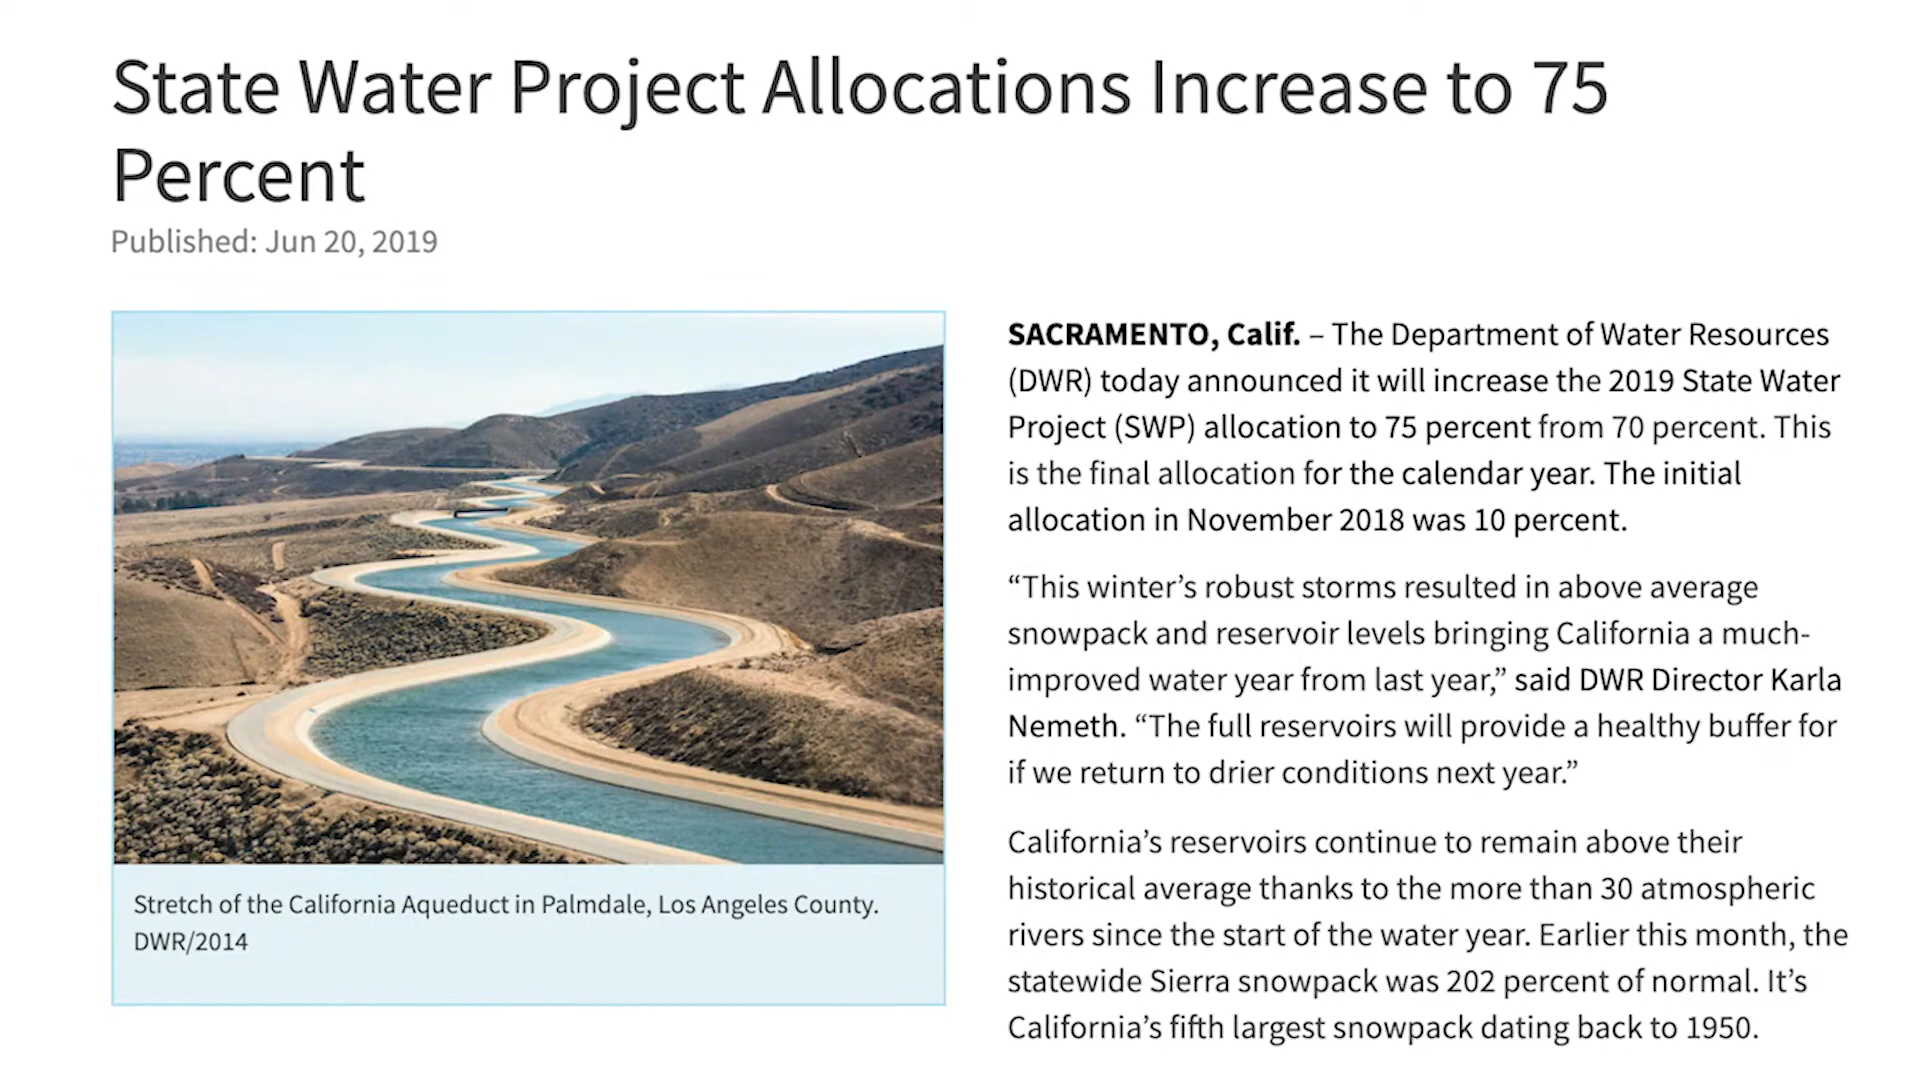 State Water Project Allocations Increase to 75
Percent
Published: Jun 20, 2019
SACRAMENTO, Calif. – The Department of Water Resources
(DWR) today announced it will increase the 2019 State Water
Project (SWP) allocation to 75 percent from 70 percent. This
is the final allocation for the calendar year. The initial
allocation in November 2018 was 10 percent.
“This winter’s robust storms resulted in above average
snowpack and reservoir levels bringing California a much-
improved water year from last year,” said DWR Director Karla
Nemeth. “The full reservoirs will provide a healthy buffer for
if we return to drier conditions next year.”
California’s reservoirs continue to remain above their
historical average thanks to the more than 30 atmospheric
rivers since the start of the water year. Earlier this month, the
statewide Sierra snowpack was 202 percent of normal. It’s
California’s fifth largest snowpack dating back to 1950.
Stretch of the California Aqueduct in Palmdale, Los Angeles County.
DWR/2014